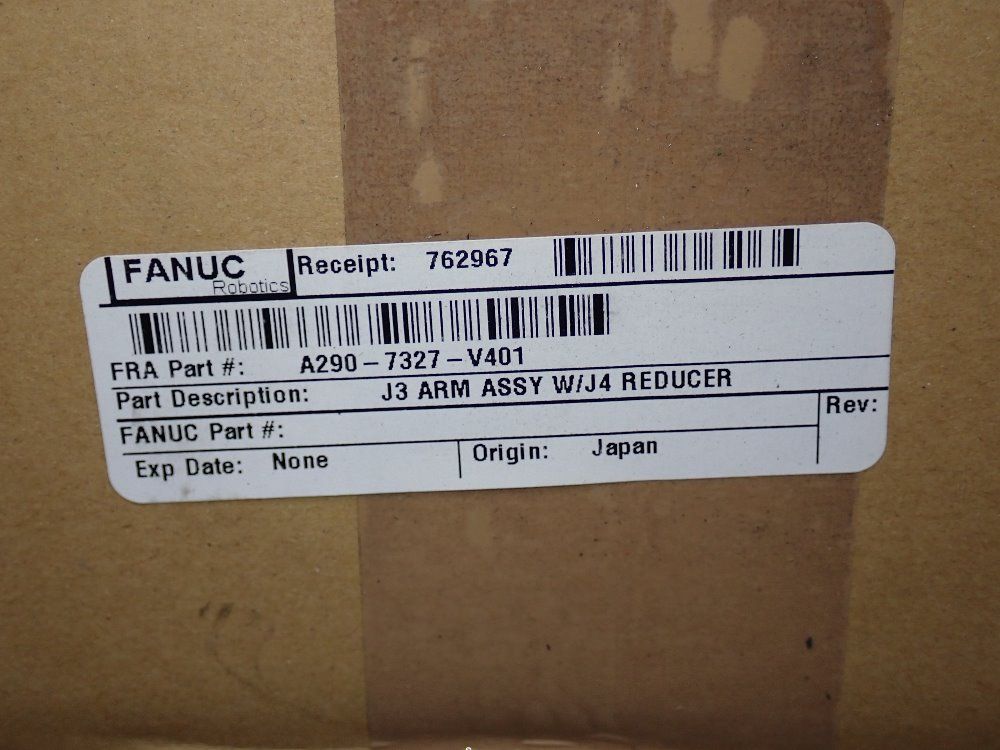 FANUC
Robotics
Receipt: 762967
FRA Part #: A290-7327-V401
Part Description: J3 ARM ASSY W/J4 REDUCER
FANUC Part #:
Rev:
Exp Date: None
Origin: Japan